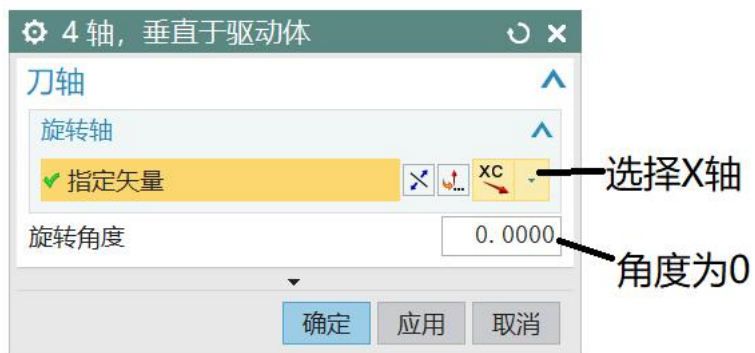 4 轴, 垂直于驱动体
刀轴
旋转轴
指定矢量
XC
选择X轴
旋转角度
0.0000
角度为0
确定
应用
取消